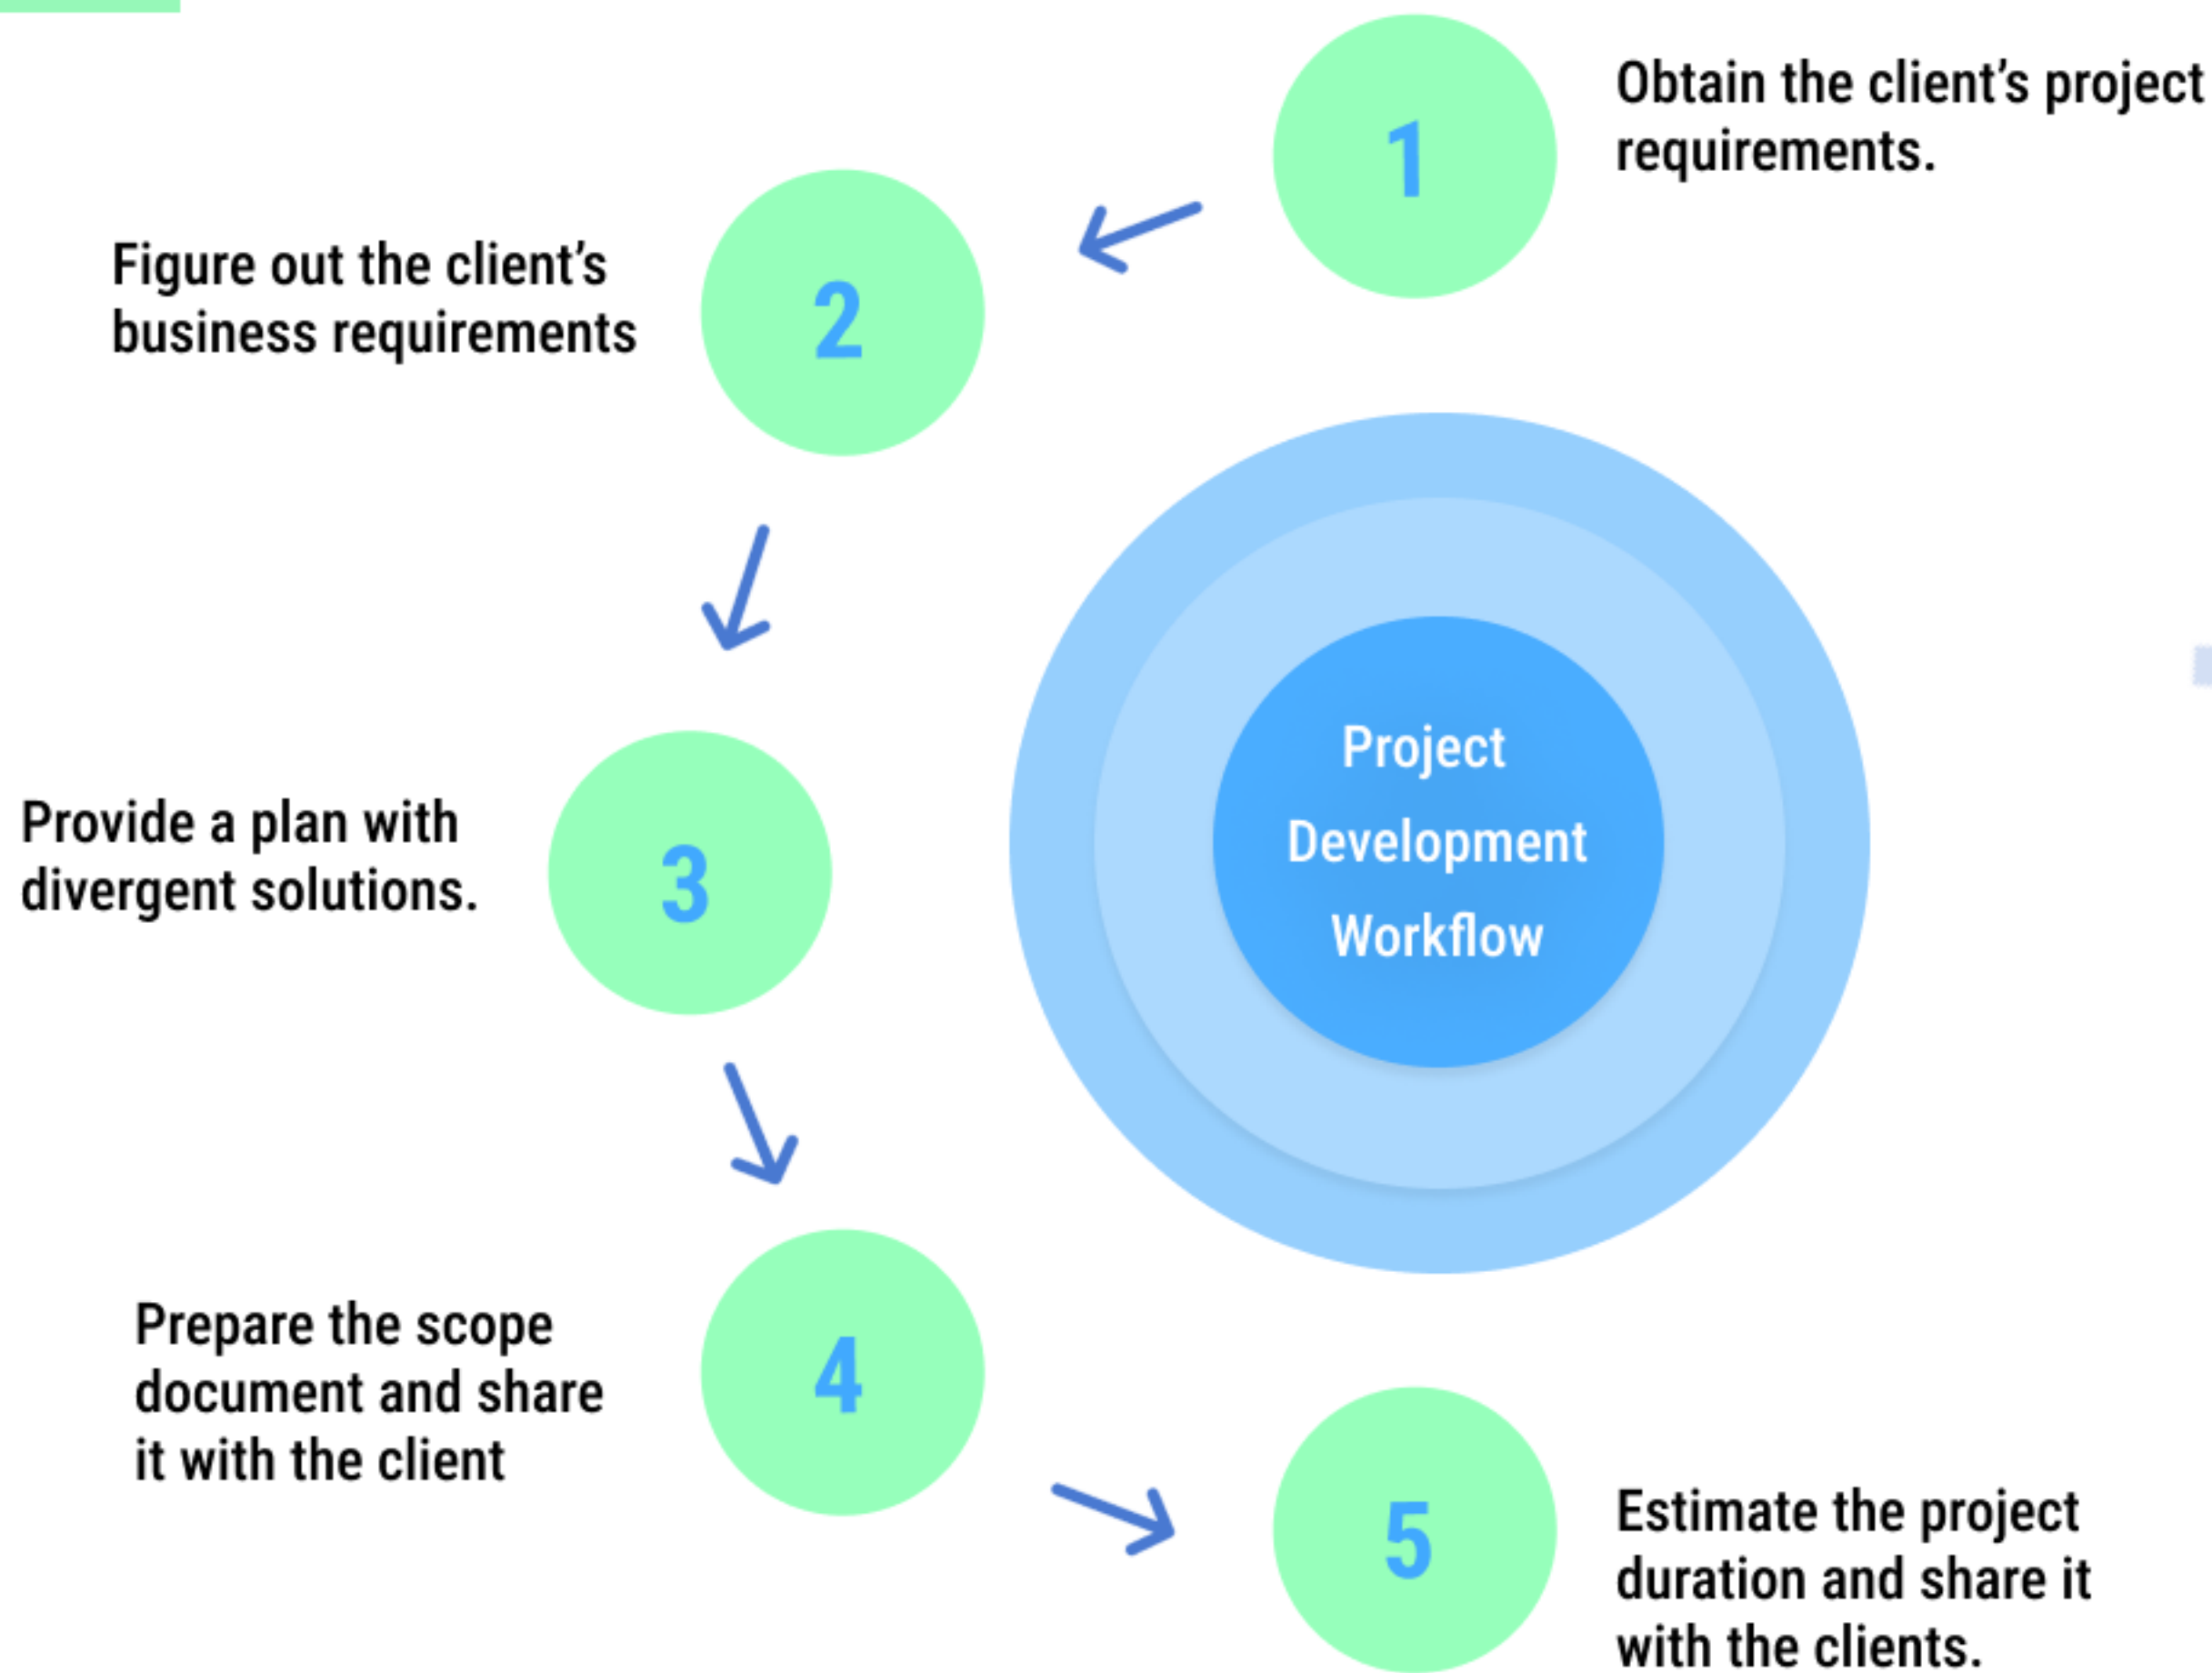 1
Obtain the client’s project
requirements.
2
Figure out the client’s
business requirements
3
Provide a plan with
divergent solutions.
4
Prepare the scope
document and share
it with the client
5
Estimate the project
duration and share it
with the clients.
Project
Development
Workflow